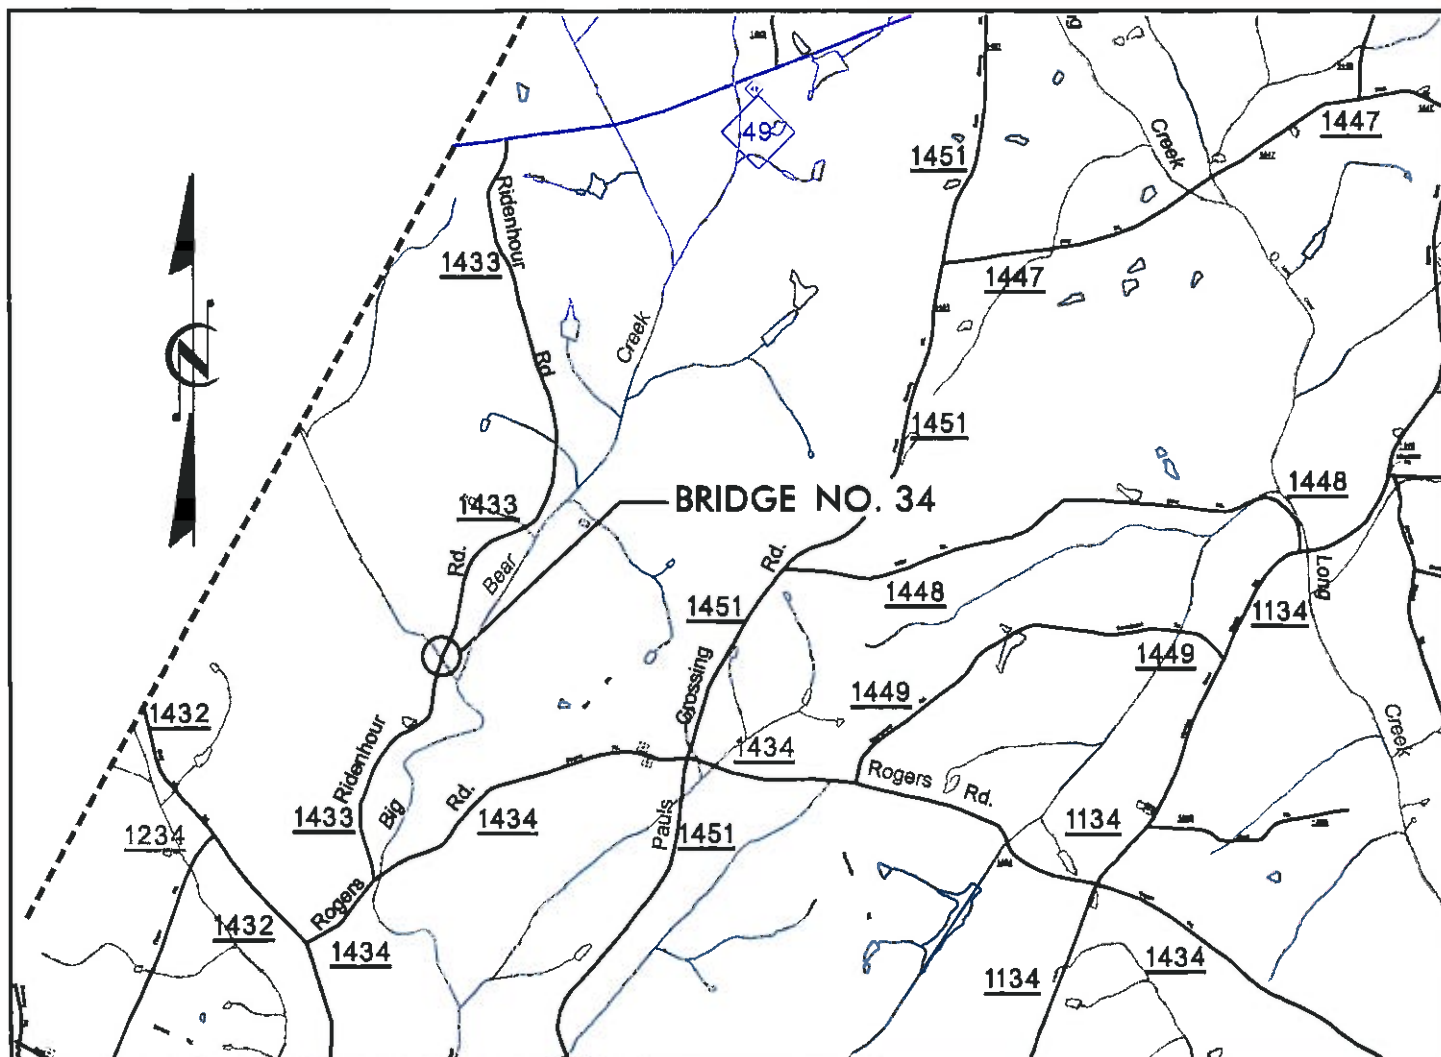 49
1447
Creek
1451
Ridenhour
1433
1447
Creek
Rd.
1451
BRIDGE NO. 34
1433
1448
Rd.
Bear
Rd.
Long
1448
1451
1134
1449
Crossing
1449
1432
Ridenhour
1434
Creek
Rogers
Rd.
Rd.
1433
Big
1434
Pauls
1451
1134
1234
Rogers
1432
1434
1434
1134
N